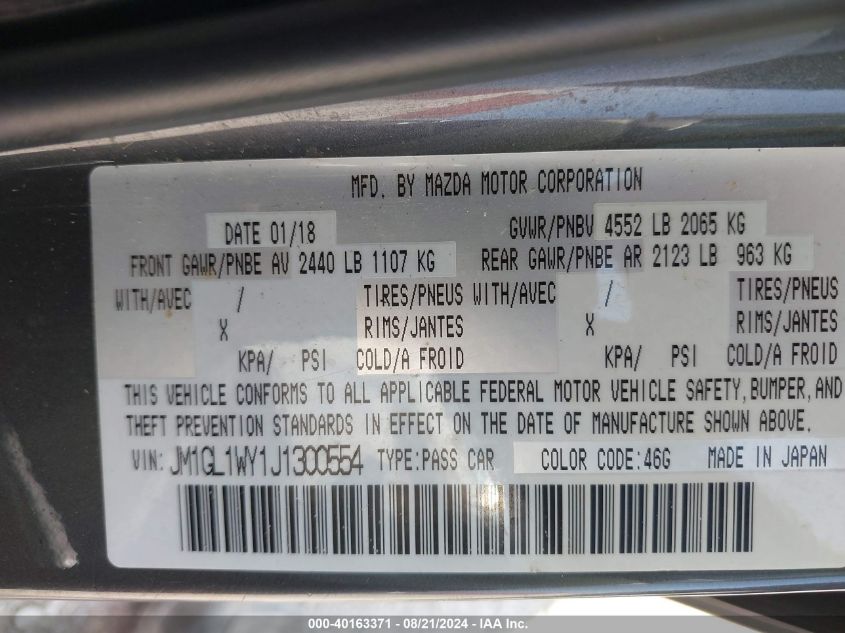 MFD. BY MAZDA MOTOR CORPORATION
DATE 01/18 GVWR/PNBV 4552 LB 2065 KG
FRONT GAWR/PNBE AV 2440 LB 1107 KG REAR GAWR/PNBE AR 2123 LB 963 KG
WITH/AVEC / TIRES/PNEUS WITH/AVEC / TIRES/PNEUS
X RIMS/JANTES X RIMS/JANTES
KPA/ PSI COLD/A FROID KPA/ PSI COLD/A FROID
THIS VEHICLE CONFORMS TO ALL APPLICABLE FEDERAL MOTOR VEHICLE SAFETY, BUMPER, AND
THEFT PREVENTION STANDARDS IN EFFECT ON THE DATE OF MANUFACTURE SHOWN ABOVE.
VIN: JM1GL1WY1J1300554 TYPE:PASS CAR COLOR CODE:46G MADE IN JAPAN
000-40163371 - 08/21/2024 - IAA Inc.